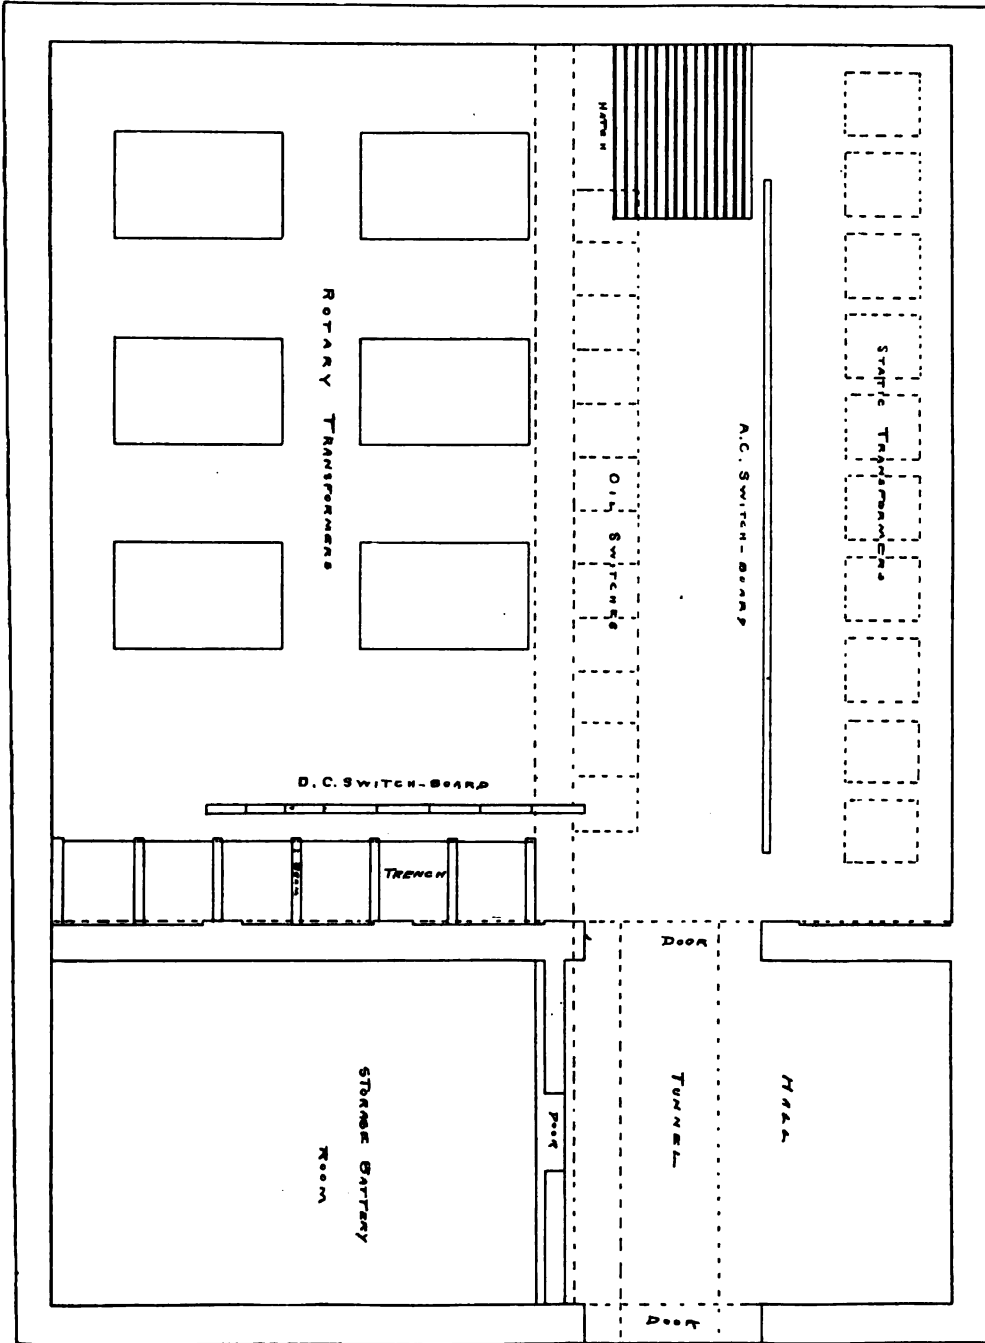 HATCH
STATIC TRANSFORMERS
A.C. SWITCH-BOARD
OIL SWITCHES
ROTARY TRANSFORMERS
D.C. SWITCH-BOARD
I BEAM
TRENCH
DOOR
HALL
TUNNEL
DOOR
STORAGE BATTERY
ROOM
DOOR